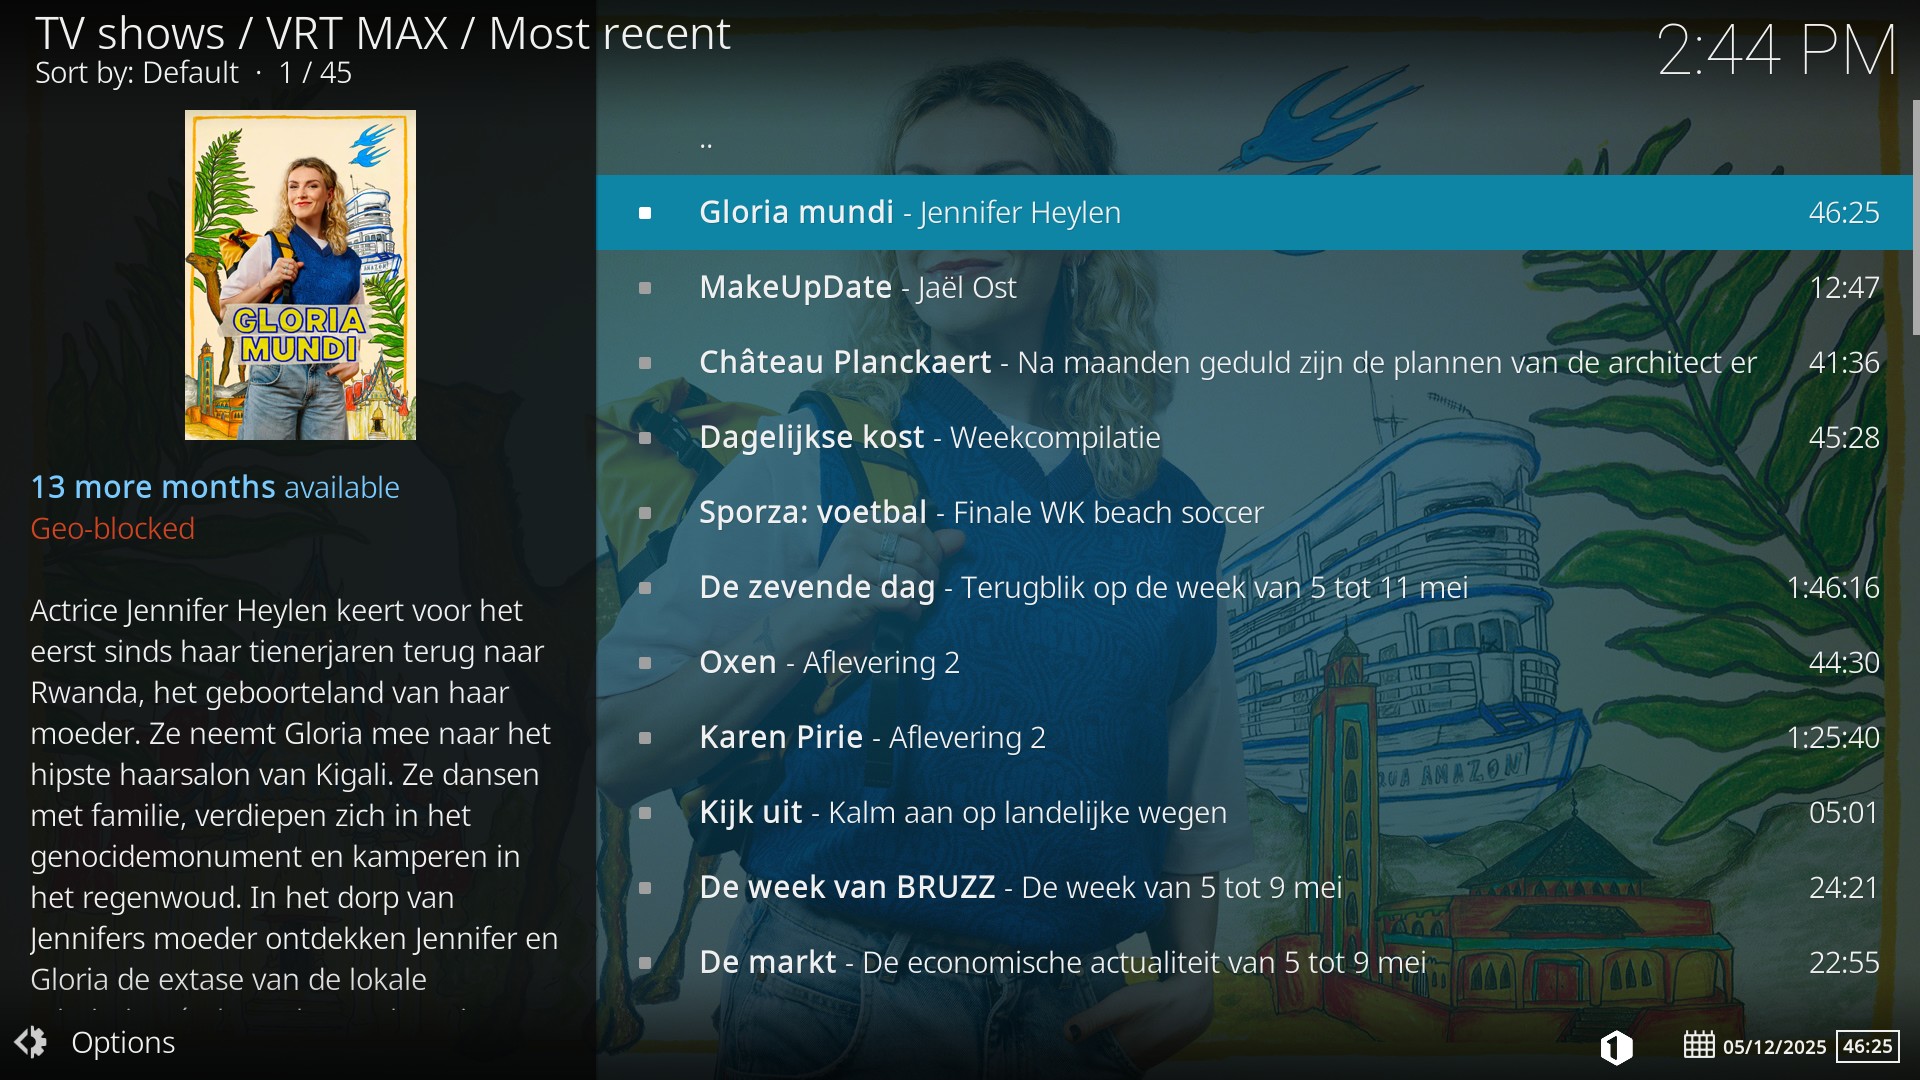 TV shows / VRT MAX / Most recent
Sort by: Default · 1 / 45
2:44 PM
AMAZON
GLORIA
MUNDI
13 more months available
Geo-blocked
Actrice Jennifer Heylen keert voor het
eerst sinds haar tienerjaren terug naar
Rwanda, het geboorteland van haar
moeder. Ze neemt Gloria mee naar het
hipste haarsalon van Kigali. Ze dansen
met familie, verdiepen zich in het
genocidemonument en kamperen in
het regenwoud. In het dorp van
Jennifers moeder ontdekken Jennifer en
Gloria de extase van de lokale
..
Gloria mundi - Jennifer Heylen 46:25
MakeUpDate - Jaël Ost 12:47
Château Planckaert - Na maanden geduld zijn de plannen van de architect er 41:36
Dagelijkse kost - Weekcompilatie 45:28
Sporza: voetbal - Finale WK beach soccer
De zevende dag - Terugblik op de week van 5 tot 11 mei 1:46:16
Oxen - Aflevering 2 44:30
Karen Pirie - Aflevering 2 1:25:40
QUA AMAZON
Kijk uit - Kalm aan op landelijke wegen 05:01
De week van BRUZZ - De week van 5 tot 9 mei 24:21
De markt - De economische actualiteit van 5 tot 9 mei 22:55
Options
1
05/12/2025 46:25